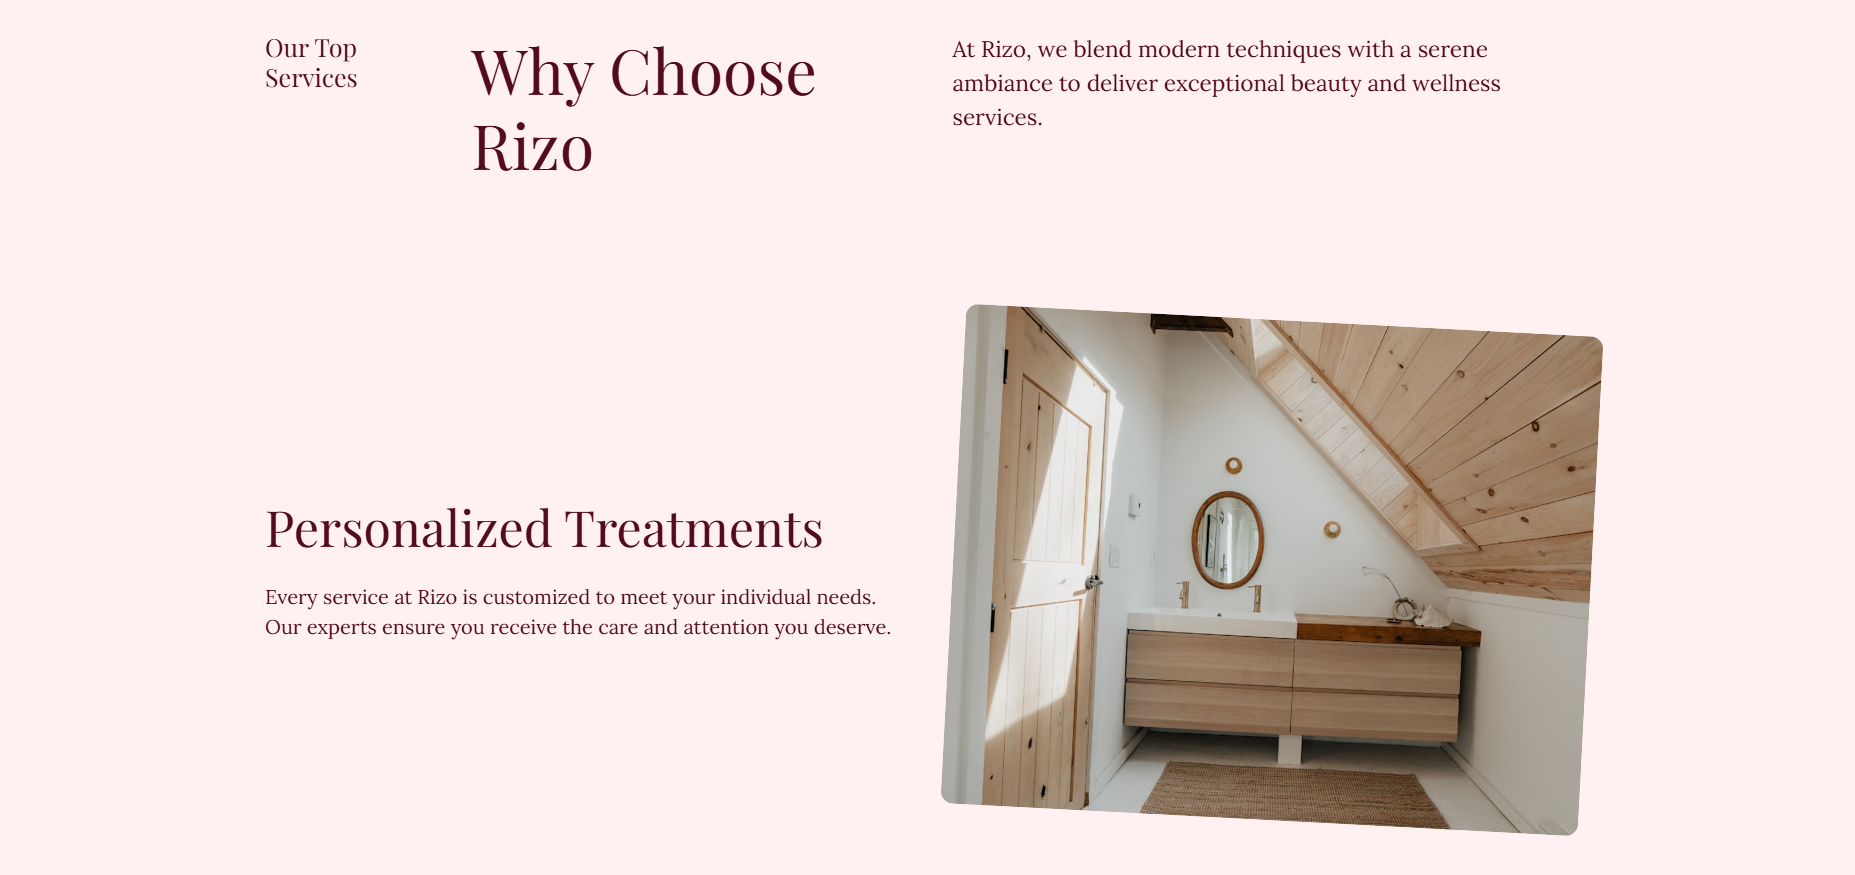 Our Top
Services
Why Choose
Rizo
At Rizo, we blend modern techniques with a serene
ambiance to deliver exceptional beauty and wellness
services.
Personalized Treatments
Every service at Rizo is customized to meet your individual needs.
Our experts ensure you receive the care and attention you deserve.